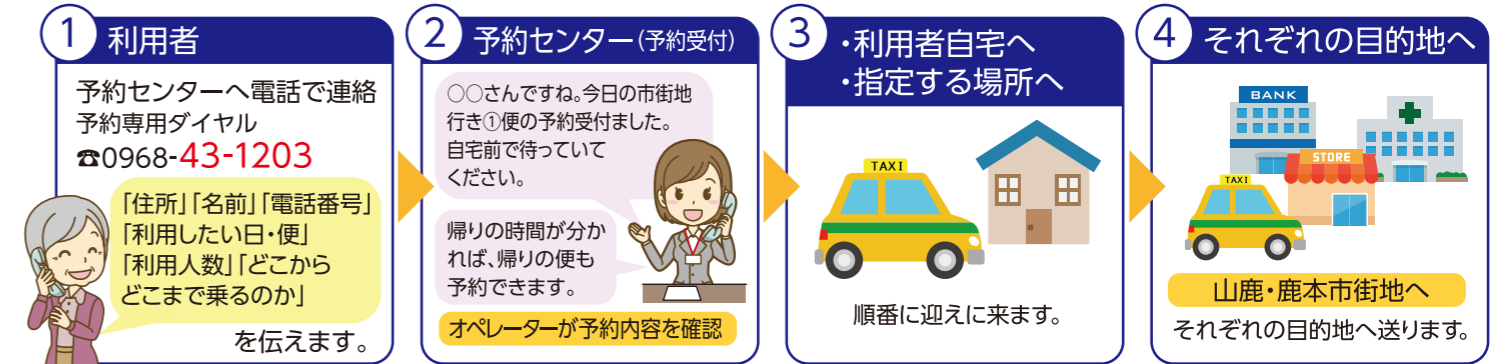 ① 利用者
予約センターへ電話で連絡
予約専用ダイヤル
☎0968-43-1203
「住所」「名前」「電話番号」
「利用したい日・便」
「利用人数」「どこから
どこまで乗るのか」
を伝えます。
② 予約センター(予約受付)
○○さんですね。今日の市街地
行き①便の予約受付ました。
自宅前で待っていて
ください。
帰りの時間が分か
れば、帰りの便も
予約できます。
オペレーターが予約内容を確認
③ ・利用者自宅へ
・指定する場所へ
TAXI
順番に迎えに来ます。
④ それぞれの目的地へ
BANK
STORE
TAXI
山鹿・鹿本市街地へ
それぞれの目的地へ送ります。